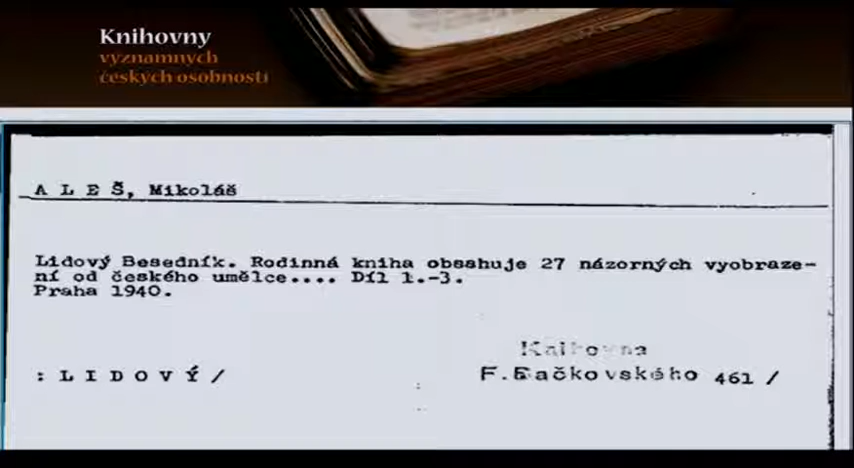 Knihovny
významných
českých osobností
A L E Š, Mikoláš
Lidový Besedník. Rodinná kniha obsahuje 27 názorných vyobraze-
ní od českého umělce.... Díl 1.-3.
Praha 1940.
Knihovna
: L I D O V Ý / F.Bačkovského 461 /